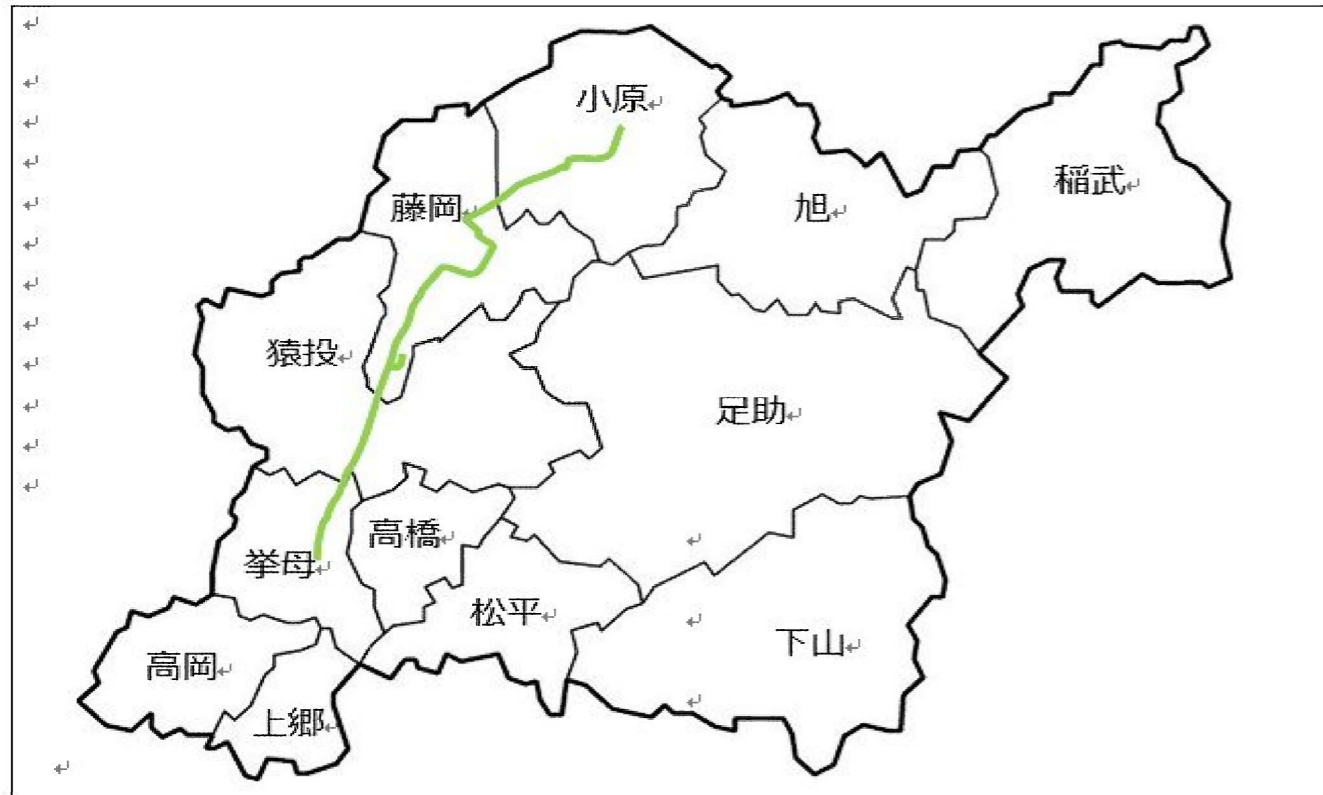 小原
稲武
藤岡
旭
猿投
足助
高橋
挙母
松平
下山
高岡
上郷